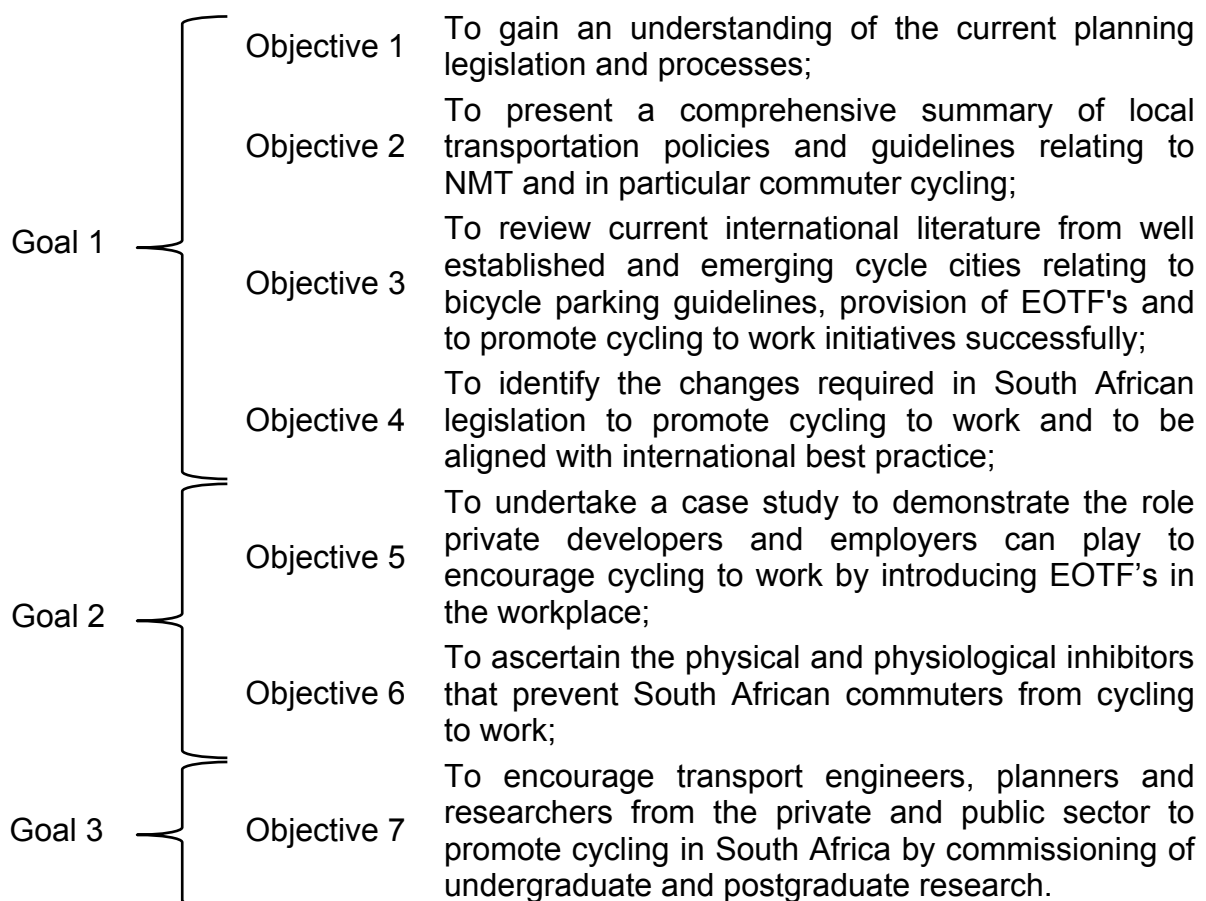 Objective 1 To gain an understanding of the current planning
legislation and processes;
To present a comprehensive summary of local
Objective 2 transportation policies and guidelines relating to
NMT and in particular commuter cycling;
To review current international literature from well
Goal 1
established and emerging cycle cities relating to
Objective 3
bicycle parking guidelines, provision of EOTF's and
to promote cycling to work initiatives successfully;
To identify the changes required in South African
Objective 4 legislation to promote cycling to work and to be
aligned with international best practice;
To undertake a case study to demonstrate the role
Objective 5
private developers and employers can play to
encourage cycling to work by introducing EOTF’s in
Goal 2
the workplace;
To ascertain the physical and physiological inhibitors
Objective 6 that prevent South African commuters from cycling
to work;
To encourage transport engineers, planners and
researchers from the private and public sector to
Goal 3 Objective 7
promote cycling in South Africa by commissioning of
undergraduate and postgraduate research.